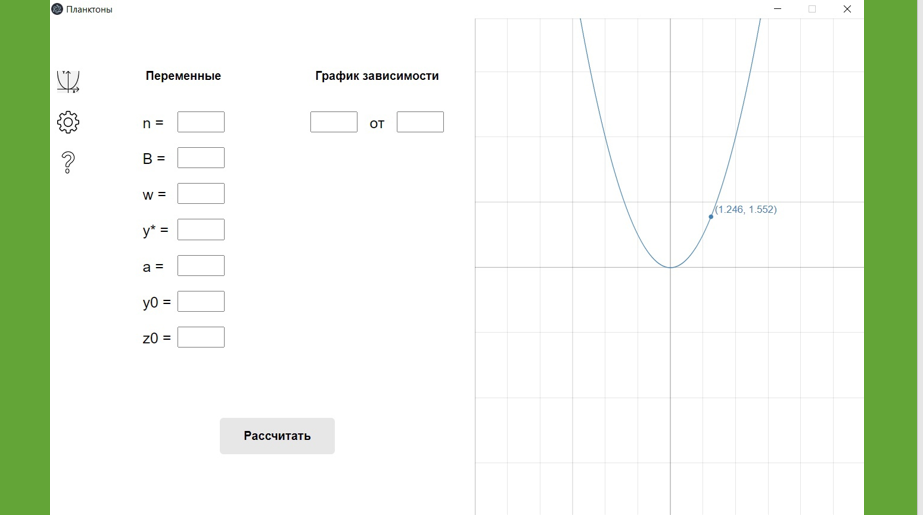 Планктоны
Переменные
График зависимости
n =
от
B =
w =
y* =
a =
y0 =
z0 =
(1.246, 1.552)
Рассчитать